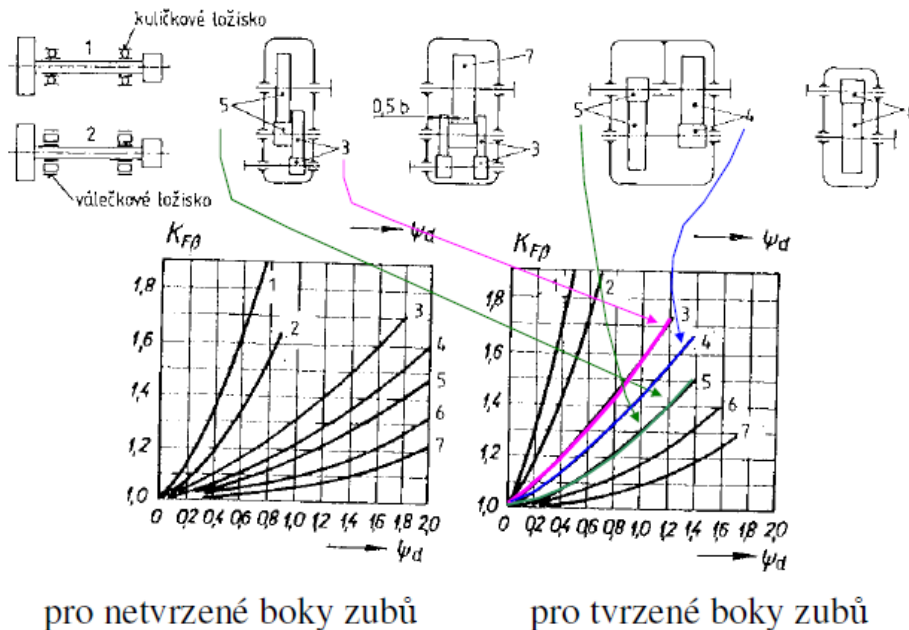 kuličkové ložisko
1
2
válečkové ložisko
5
3
7
0,5 b
3
5
4
6
K_Fβ
ψd
1,8
1,6
1,4
1,2
1,0
1
2
3
4
5
6
7
0 0,2 0,4 0,6 0,8 1,0 1,2 1,4 1,6 1,8 2,0
ψd
K_Fβ
ψd
1,8
1,6
1,4
1,2
1,0
1
2
3
4
5
6
7
0 0,2 0,4 0,6 0,8 1,0 1,2 1,4 1,6 1,8 2,0
ψd
pro netvrzené boky zubů
pro tvrzené boky zubů